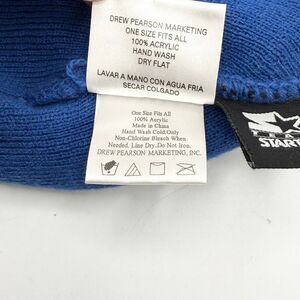 DREW PEARSON MARKETING
ONE SIZE FITS ALL
100% ACRYLIC
HAND WASH
DRY FLAT
LAVAR A MANO CON AGUA FRIA
SECAR COLGADO
One Size Fits All
100% Acrylic
Made in China
Hand Wash Cold.Only
Non-Chlorine Bleach When
Needed. Line Dry.Do Not Iron.
DREW PEARSON MARKETING, INC.